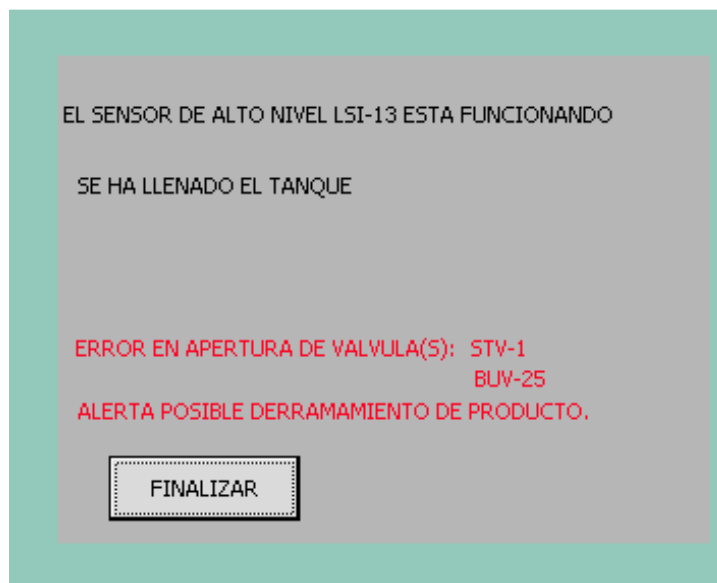 EL SENSOR DE ALTO NIVEL LSI-13 ESTA FUNCIONANDO
SE HA LLENADO EL TANQUE
ERROR EN APERTURA DE VALVULA(S): STV-1
BUV-25
ALERTA POSIBLE DERRAMAMIENTO DE PRODUCTO.
FINALIZAR